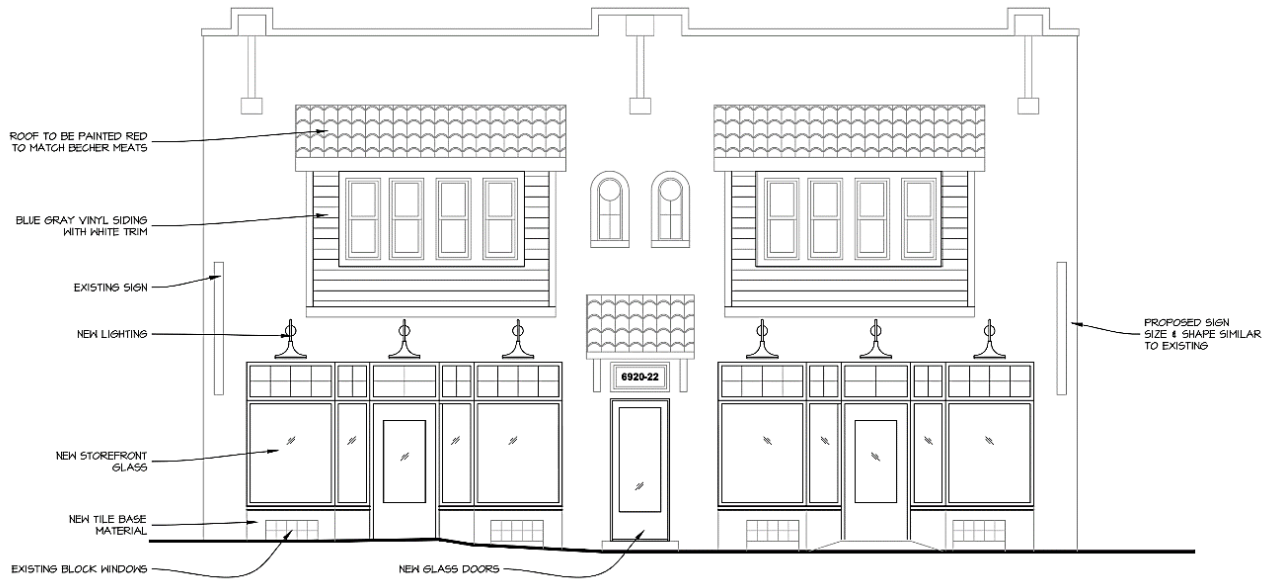 ROOF TO BE PAINTED RED
TO MATCH BECHER MEATS
BLUE GRAY VINYL SIDING
WITH WHITE TRIM
EXISTING SIGN
NEW LIGHTING
PROPOSED SIGN
SIZE & SHAPE SIMILAR
TO EXISTING
6920-22
NEW STOREFRONT
GLASS
NEW TILE BASE
MATERIAL
EXISTING BLOCK WINDOWS
NEW GLASS DOORS